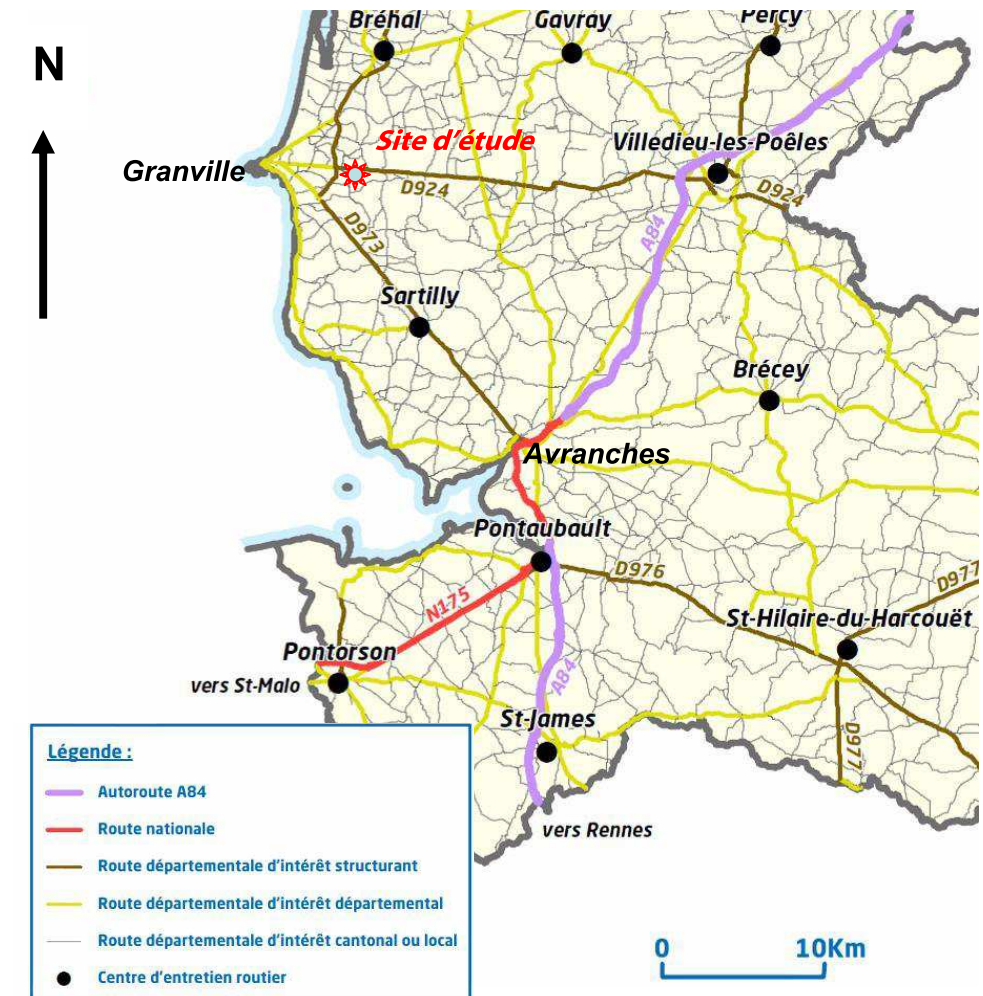 Bréhal
Gavray
Percy
N
Site d'étude
Villedieu-les-Poêles
Granville
D924
D924
D973
A84
Sartilly
Brécey
Avranches
Pontaubault
D976
D977
N175
St-Hilaire-du-Harcouët
Pontorson
vers St-Malo
A84
St-James
D977
Légende :
Autoroute A84
Route nationale
Route départementale d'intérêt structurant
Route départementale d'intérêt départemental
Route départementale d'intérêt cantonal ou local
Centre d'entretien routier
vers Rennes
0 10Km